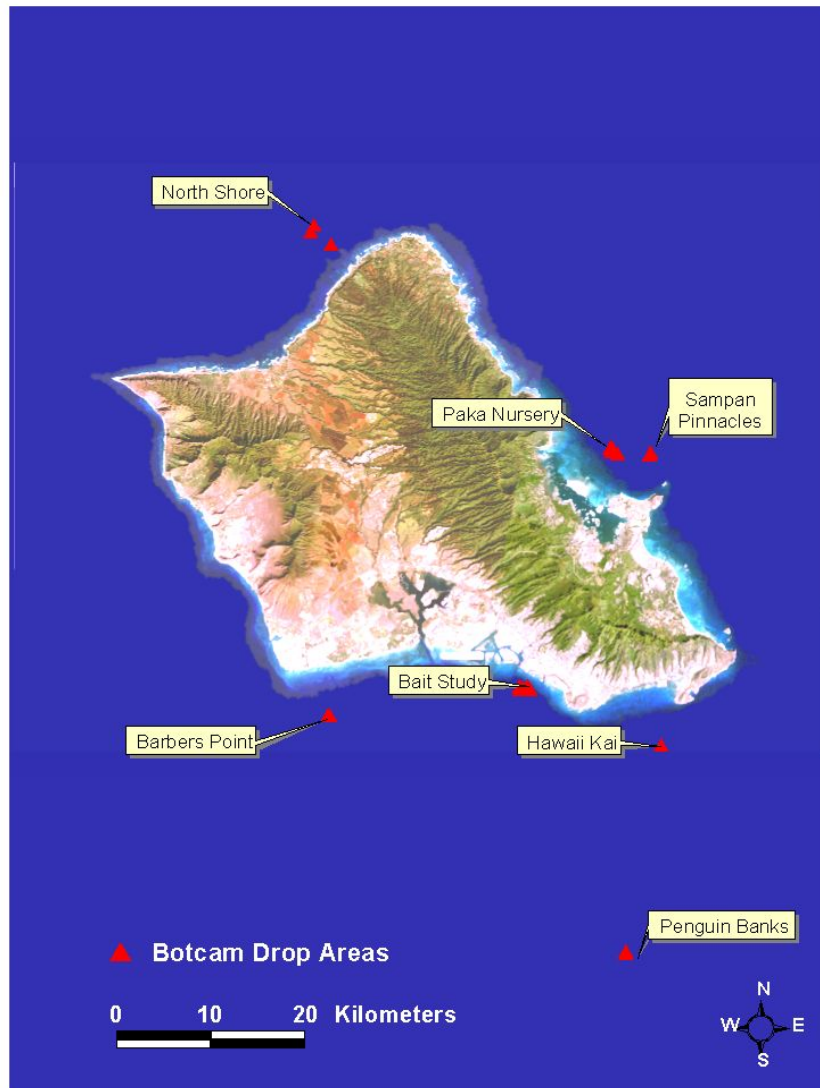 North Shore
Paka Nursery
Sampan
Pinnacles
Bait Study
Barbers Point
Hawaii Kai
Penguin Banks
Botcam Drop Areas
0 10 20 Kilometers
N
W E
S